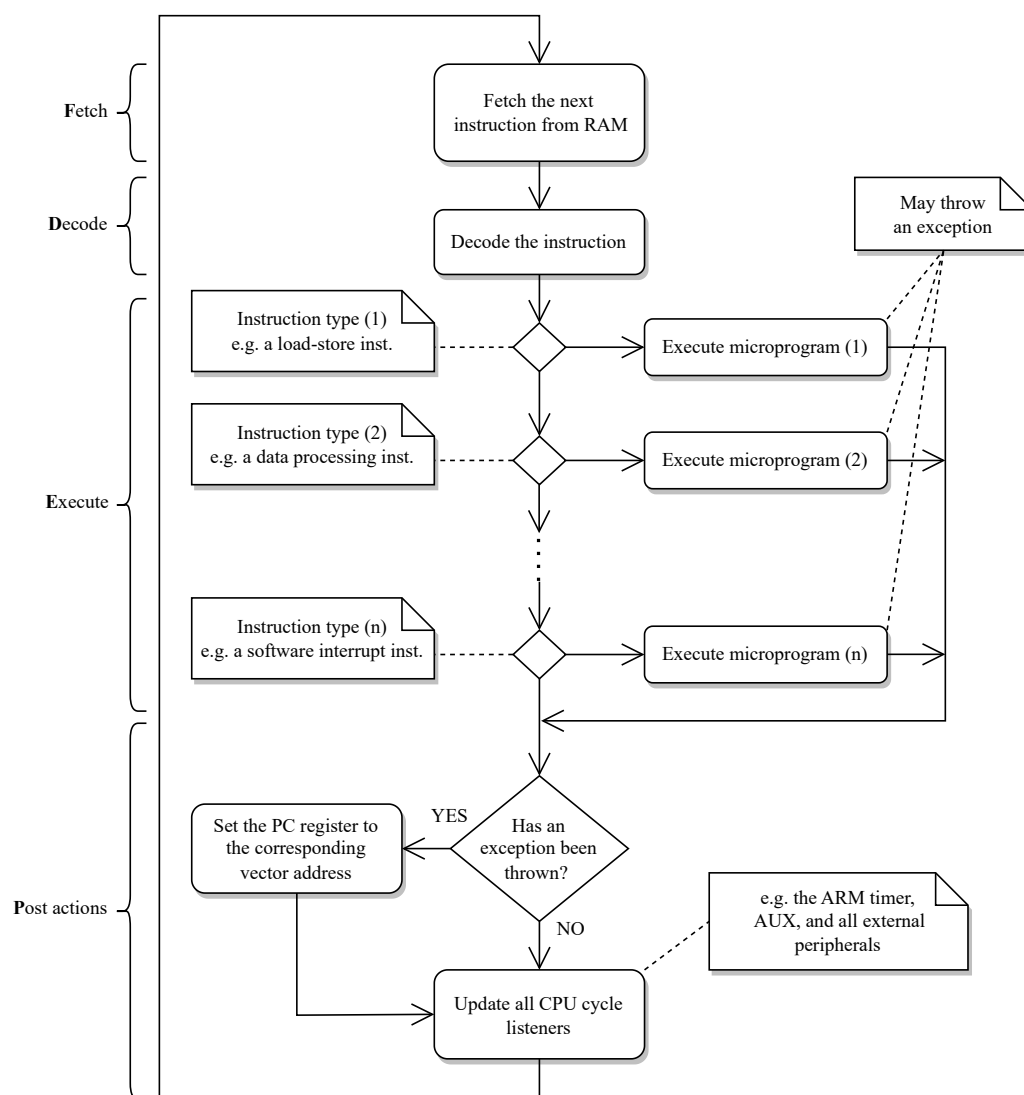 Fetch
Fetch the next
instruction from RAM
Decode
Decode the instruction
May throw
an exception
Instruction type (1)
e.g. a load-store inst.
Execute microprogram (1)
Instruction type (2)
e.g. a data processing inst.
Execute microprogram (2)
Execute
Instruction type (n)
e.g. a software interrupt inst.
Execute microprogram (n)
YES
Set the PC register to
the corresponding
vector address
Has an
exception been
thrown?
NO
Post actions
e.g. the ARM timer,
AUX, and all external
peripherals
Update all CPU cycle
listeners